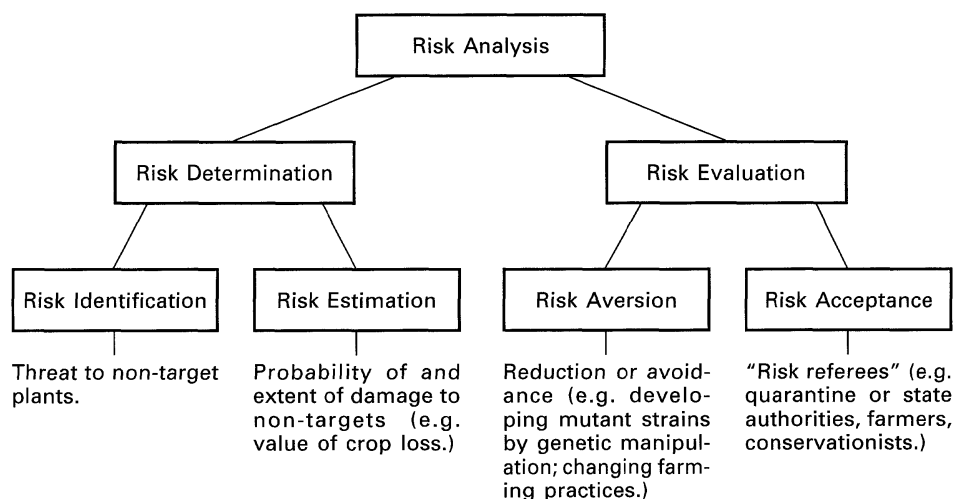 Risk Analysis
Risk Determination
Risk Evaluation
Risk Identification
Risk Estimation
Risk Aversion
Risk Acceptance
Threat to non-target
plants.
Probability of and
extent of damage to
non-targets (e.g.
value of crop loss.)
Reduction or avoid-
ance (e.g. develo-
ping mutant strains
by genetic manipul-
ation; changing farm-
ing practices.)
“Risk referees” (e.g.
quarantine or state
authorities, farmers,
conservationists.)